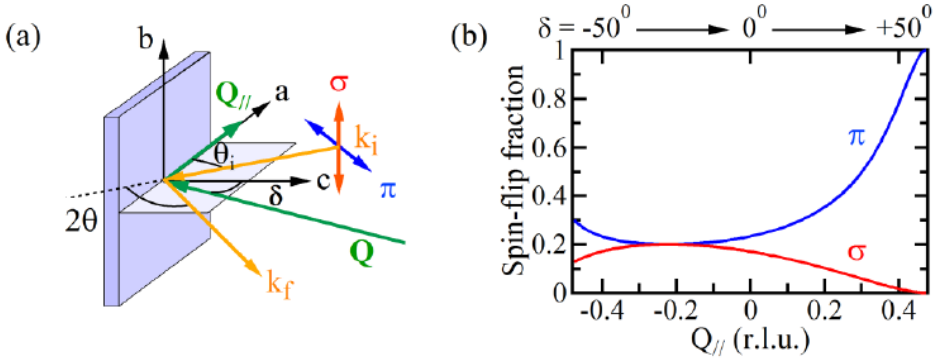 (a)
b
Q//
a
σ
θi
ki
c
π
δ
2θ
Q
kf
(b)
δ = -50⁰ 0⁰ +50⁰
1
0.8
0.6
0.4
0.2
0
Spin-flip fraction
π
σ
-0.4 -0.2 0 0.2 0.4
Q// (r.l.u.)